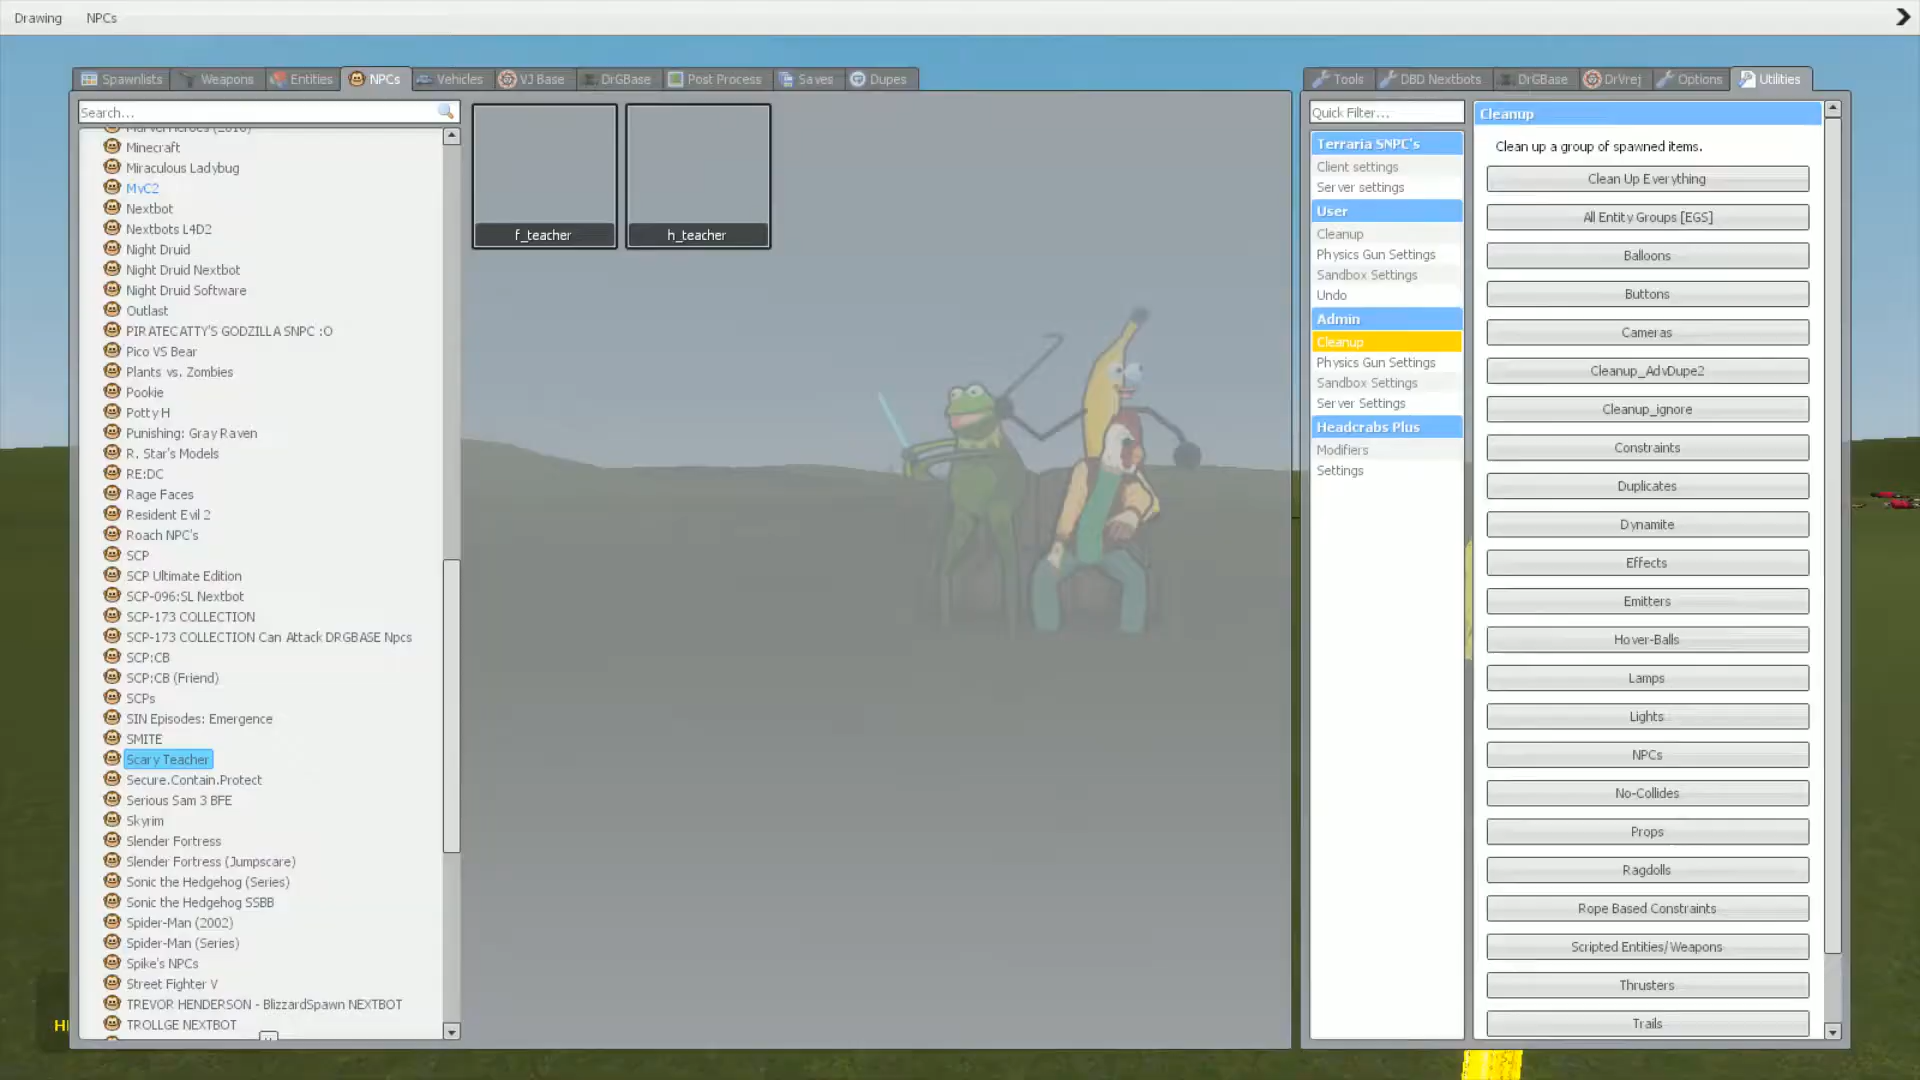 Drawing
NPCs
Spawnlists
Weapons
Entities
NPCs
Vehicles
VJ Base
DrGBase
Post Process
Saves
Dupes
Search...
Minecraft
Miraculous Ladybug
MyC2
Nextbot
Nextbots L4D2
Night Druid
Night Druid Nextbot
Night Druid Software
Outlast
PIRATECATTY'S GODZILLA SNPC :O
Pico VS Bear
Plants vs. Zombies
Pookie
Potty H
Punishing: Gray Raven
R. Star's Models
RE:DC
Rage Faces
Resident Evil 2
Roach NPC's
SCP
SCP Ultimate Edition
SCP-096:SL Nextbot
SCP-173 COLLECTION
SCP-173 COLLECTION Can Attack DRGBASE Npcs
SCP:CB
SCP:CB (Friend)
SCPs
SIN Episodes: Emergence
SMITE
Scary Teacher
Secure.Contain.Protect
Serious Sam 3 BFE
Skyrim
Slender Fortress
Slender Fortress (Jumpscare)
Sonic the Hedgehog (Series)
Sonic the Hedgehog SSBB
Spider-Man (2002)
Spider-Man (Series)
Spike's NPCs
Street Fighter V
TREVOR HENDERSON - BlizzardSpawn NEXTBOT
TROLLGE NEXTBOT
f_teacher
h_teacher
Tools
DBD Nextbots
DrGBase
DrVrej
Options
Utilities
Quick Filter...
Terraria SNPC's
Client settings
Server settings
User
Cleanup
Physics Gun Settings
Sandbox Settings
Undo
Admin
Cleanup
Physics Gun Settings
Sandbox Settings
Server Settings
Headcrabs Plus
Modifiers
Settings
Cleanup
Clean up a group of spawned items.
Clean Up Everything
All Entity Groups [EGS]
Balloons
Buttons
Cameras
Cleanup_AdvDupe2
Cleanup_ignore
Constraints
Duplicates
Dynamite
Effects
Emitters
Hover-Balls
Lamps
Lights
NPCs
No-Collides
Props
Ragdolls
Rope Based Constraints
Scripted Entities/Weapons
Thrusters
Trails